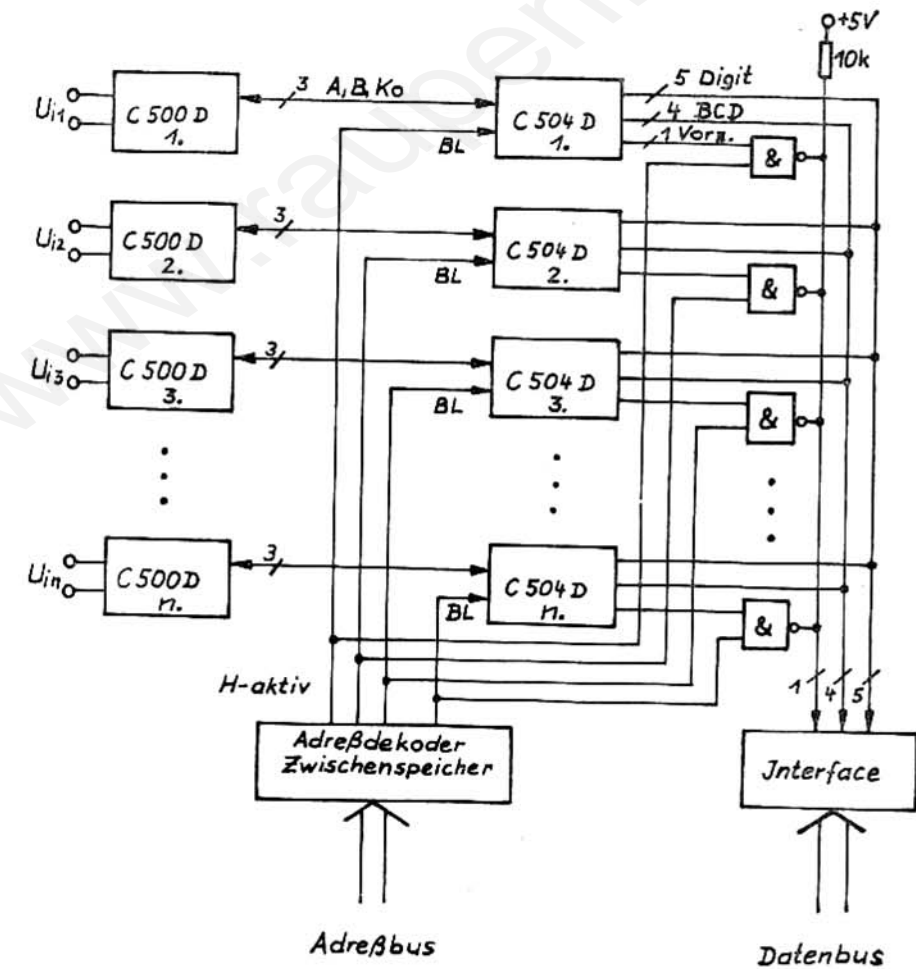 +5V
10k
Ui1
C 500 D
1.
3 A, B, Ko
BL
C 504 D
1.
5 Digit
4 BCD
1 Vorz.
&
Ui2
C 500 D
2.
3
BL
C 504 D
2.
&
Ui3
C 500 D
3.
3
BL
C 504 D
3.
&
Uin
C 500 D
n.
3
BL
C 504 D
n.
&
H-aktiv
1
4
5
Adreßdekoder
Zwischenspeicher
Jnterface
Adreßbus
Datenbus